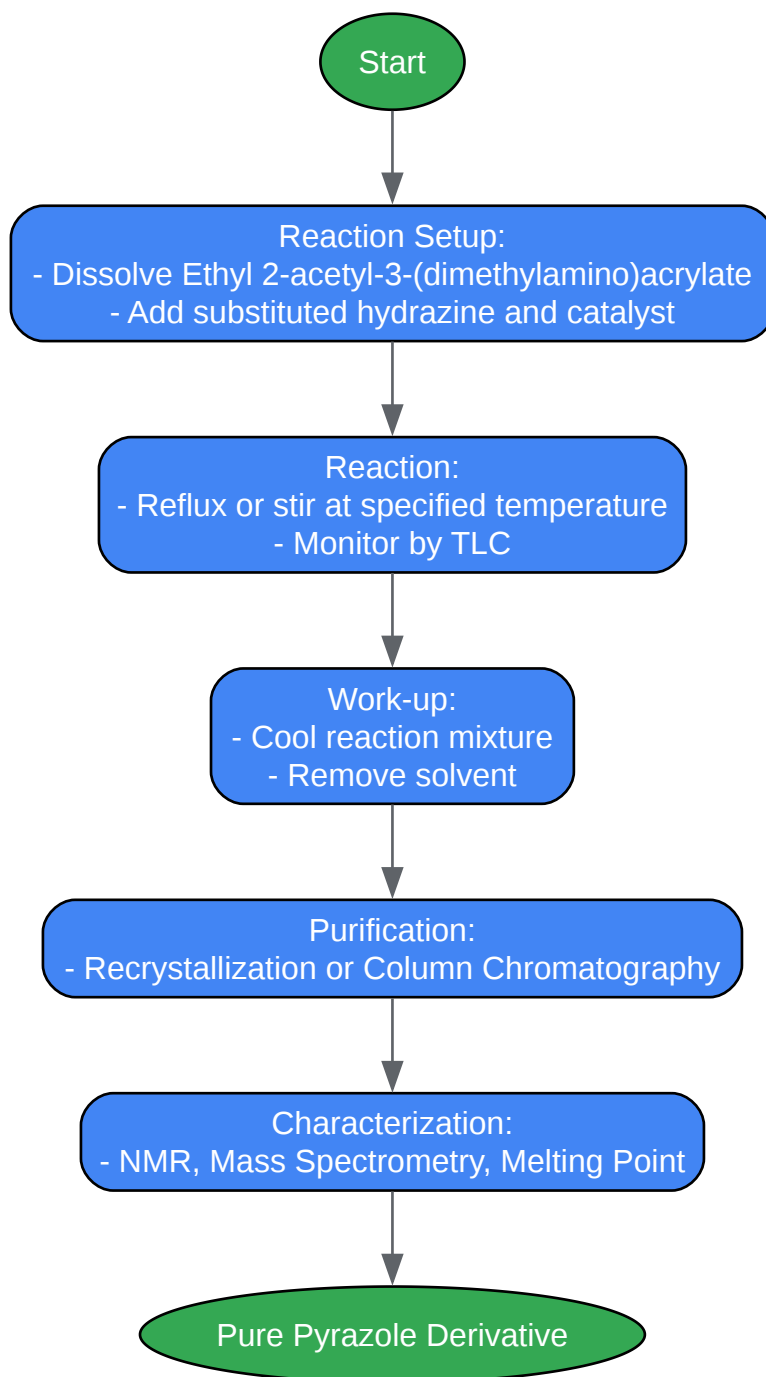 Start
Reaction Setup:
- Dissolve Ethyl 2-acetyl-3-(dimethylamino)acrylate
- Add substituted hydrazine and catalyst
Reaction:
- Reflux or stir at specified temperature
- Monitor by TLC
Work-up:
- Cool reaction mixture
- Remove solvent
Purification:
- Recrystallization or Column Chromatography
Characterization:
- NMR, Mass Spectrometry, Melting Point
Pure Pyrazole Derivative